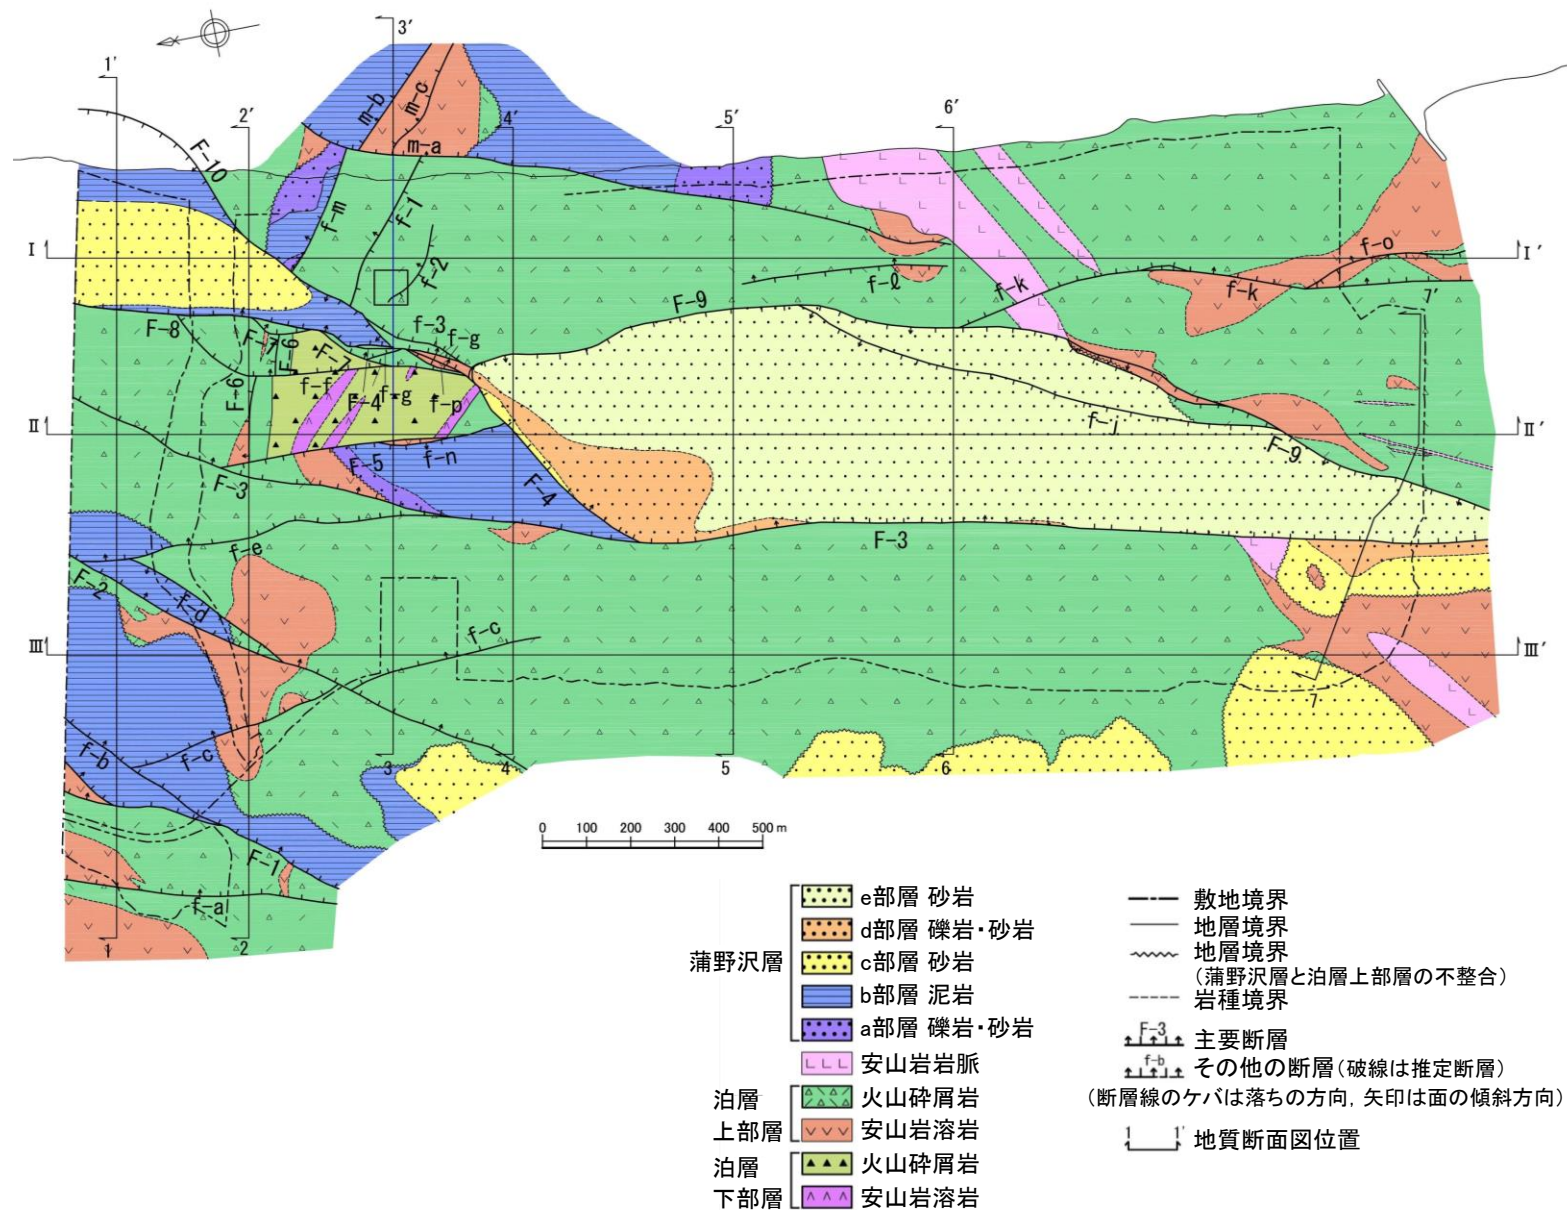 3′
1′
2′
4′
5′
6′
m-b
m-c
m-a
F-10
f-m
f-1
f-2
Ⅰ
Ⅰ′
f-o
f-k
f-k
7′
f-ℓ
F-9
F-8
F-7
F-6
F-7
f-3
f-g
F-6
f-f
F-4
f-g
f-p
f-j
Ⅱ
Ⅱ′
F-5
f-n
F-9
F-3
F-4
F-3
f-e
F-2
f-d
f-c
Ⅲ
Ⅲ′
7
f-b
f-c
3
4
5
6
F-1
f-a
1
2
0 100 200 300 400 500 m
蒲野沢層
e部層 砂岩
d部層 礫岩・砂岩
c部層 砂岩
b部層 泥岩
a部層 礫岩・砂岩
安山岩岩脈
泊層
上部層
火山砕屑岩
安山岩溶岩
泊層
下部層
火山砕屑岩
安山岩溶岩
敷地境界
地層境界
地層境界
(蒲野沢層と泊層上部層の不整合)
岩種境界
F-3 主要断層
f-b その他の断層(破線は推定断層)
(断層線のケバは落ちの方向, 矢印は面の傾斜方向)
1 1′ 地質断面図位置